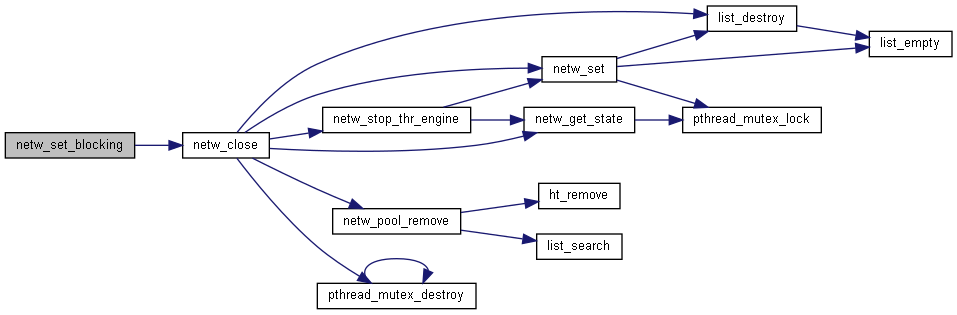 list_destroy
list_empty
netw_set
netw_stop_thr_engine
netw_get_state
pthread_mutex_lock
netw_set_blocking
netw_close
ht_remove
netw_pool_remove
list_search
pthread_mutex_destroy